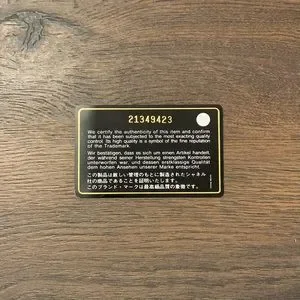 21349423
We certify the authenticity of this item and confirm
that it has been subjected to the most exacting quality
control. Its high quality is a symbol of the fine reputation
of the Trademark.
Wir bestätigen, dass es sich um einen Artikel handelt,
der während seiner Herstellung strengsten Kontrollen
unterworfen wurde, und dessen erstklassige Qualität
dem hohen Ansehen unserer Marke entspricht.
この製品は厳しい管理のもとに製造されたシャネル
社の商品であることを証明いたします。
このブランド・マークは最高級品質の象徴です。